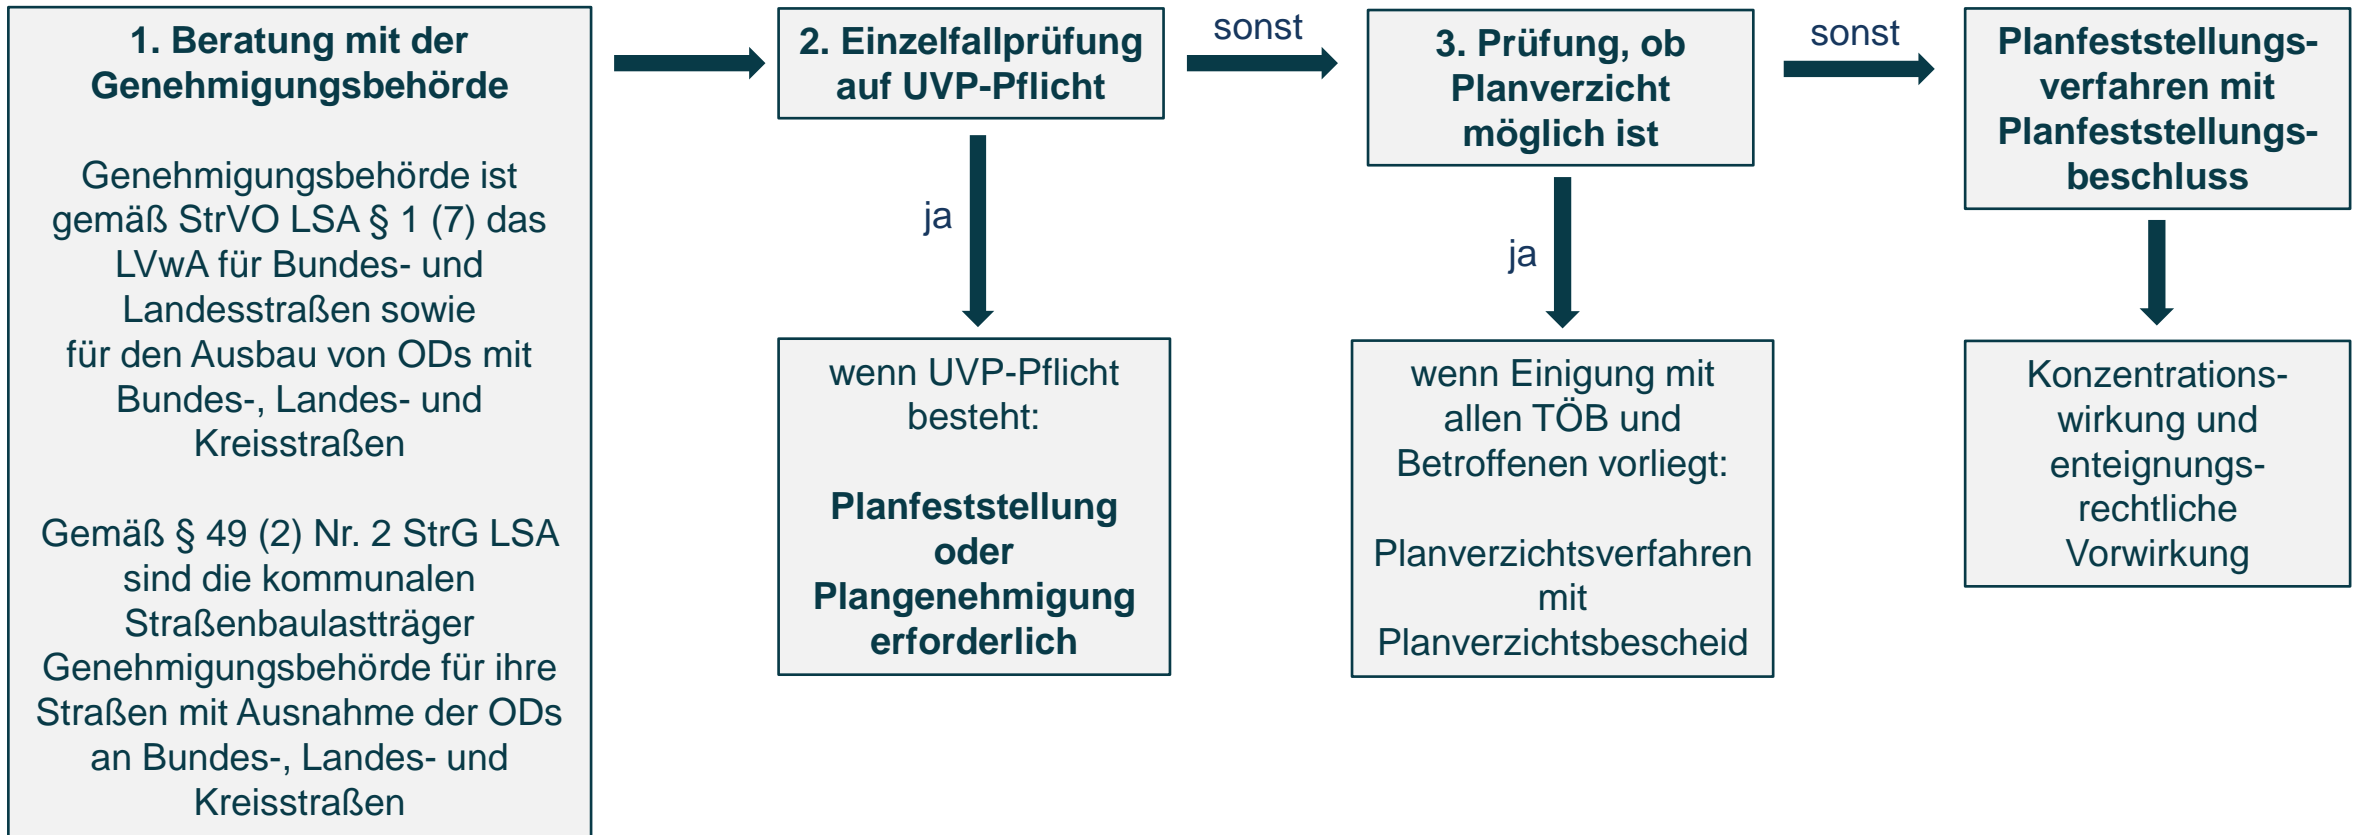 1. Beratung mit der
Genehmigungsbehörde
Genehmigungsbehörde ist
gemäß StrVO LSA § 1 (7) das
LVwA für Bundes- und
Landesstraßen sowie
für den Ausbau von ODs mit
Bundes-, Landes- und
Kreisstraßen
Gemäß § 49 (2) Nr. 2 StrG LSA
sind die kommunalen
Straßenbaulastträger
Genehmigungsbehörde für ihre
Straßen mit Ausnahme der ODs
an Bundes-, Landes- und
Kreisstraßen
2. Einzelfallprüfung
auf UVP-Pflicht
ja
wenn UVP-Pflicht
besteht:
Planfeststellung
oder
Plangenehmigung
erforderlich
sonst
3. Prüfung, ob
Planverzicht
möglich ist
ja
wenn Einigung mit
allen TÖB und
Betroffenen vorliegt:
Planverzichtsverfahren
mit
Planverzichtsbescheid
sonst
Planfeststellungs-
verfahren mit
Planfeststellungs-
beschluss
Konzentrations-
wirkung und
enteignungs-
rechtliche
Vorwirkung